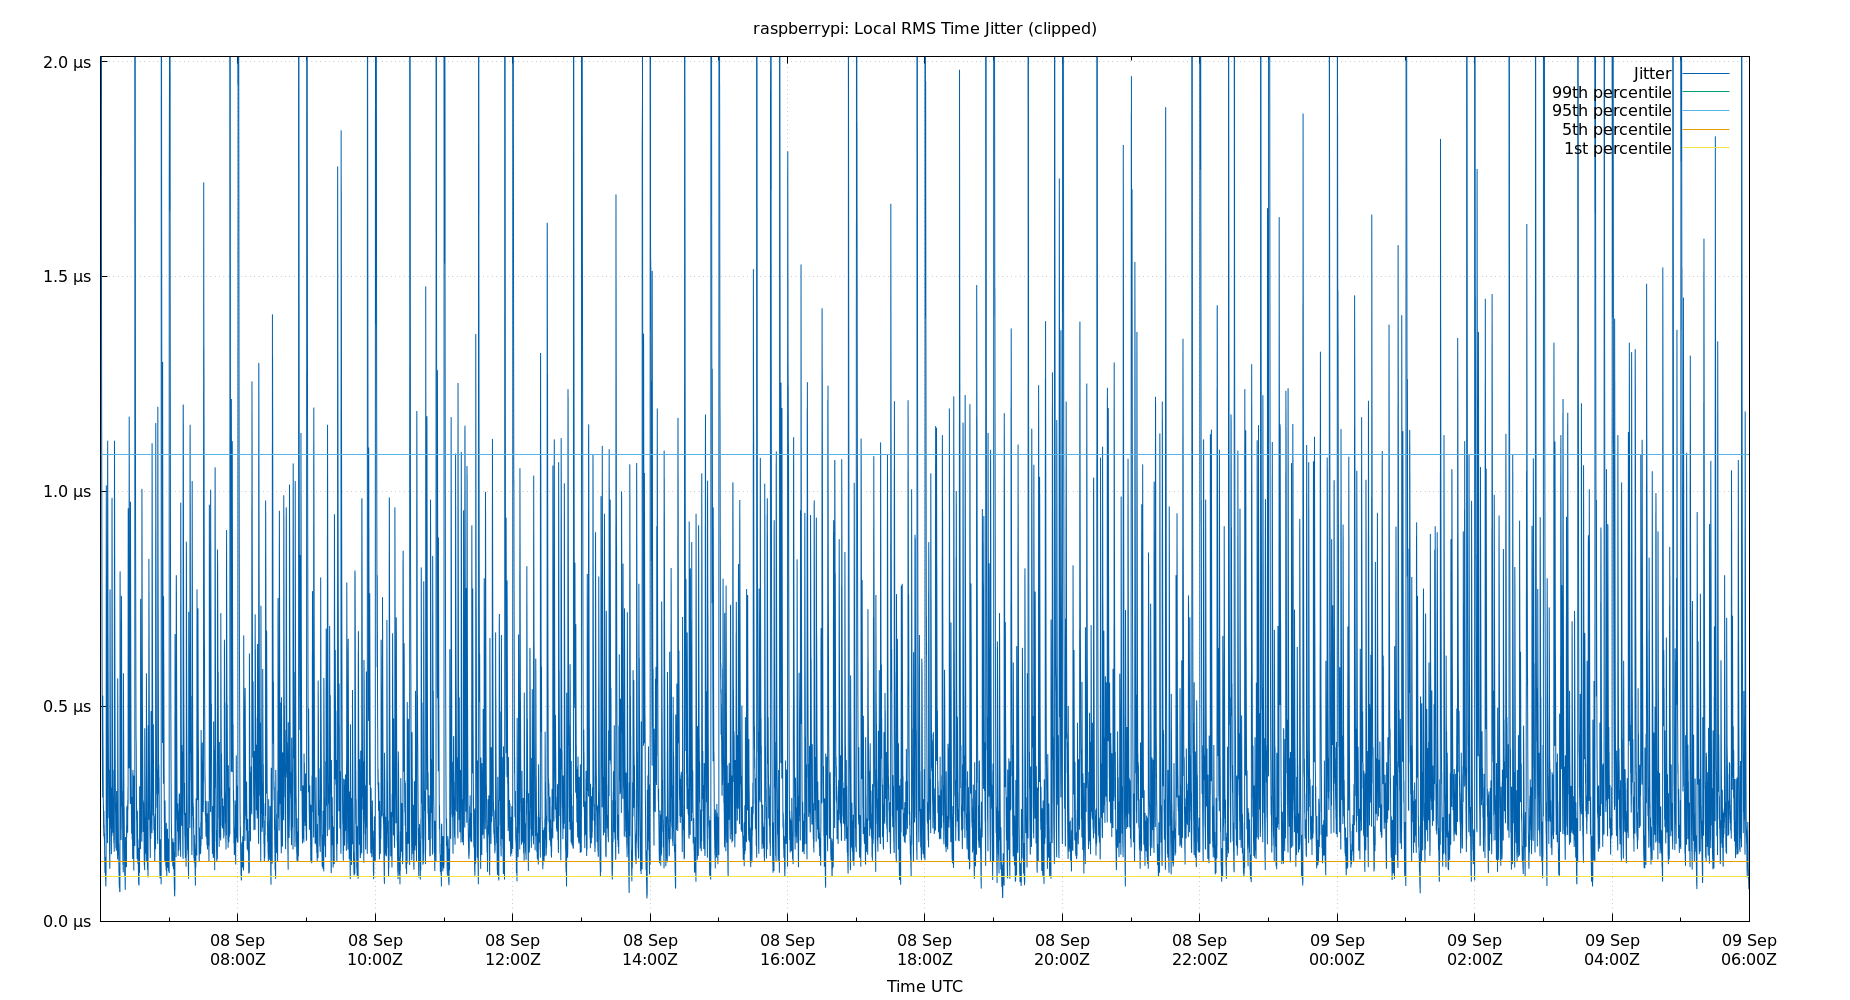 raspberrypi: Local RMS Time Jitter (clipped)
2.0 μs
1.5 μs
1.0 μs
0.5 μs
0.0 μs
Jitter
99th percentile
95th percentile
5th percentile
1st percentile
08 Sep
08:00Z
08 Sep
10:00Z
08 Sep
12:00Z
08 Sep
14:00Z
08 Sep
16:00Z
08 Sep
18:00Z
08 Sep
20:00Z
08 Sep
22:00Z
09 Sep
00:00Z
09 Sep
02:00Z
09 Sep
04:00Z
09 Sep
06:00Z
Time UTC